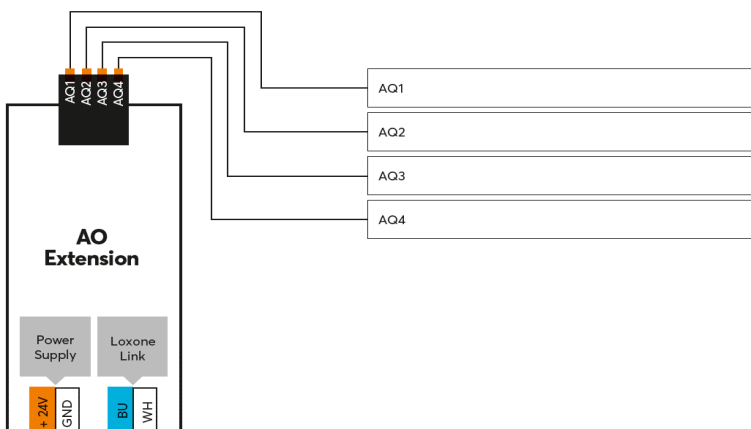 AQ1
AQ2
AQ3
AQ4
AQ1
AQ2
AQ3
AQ4
AO
Extension
Power
Supply
Loxone
Link
+ 24V
GND
BU
WH